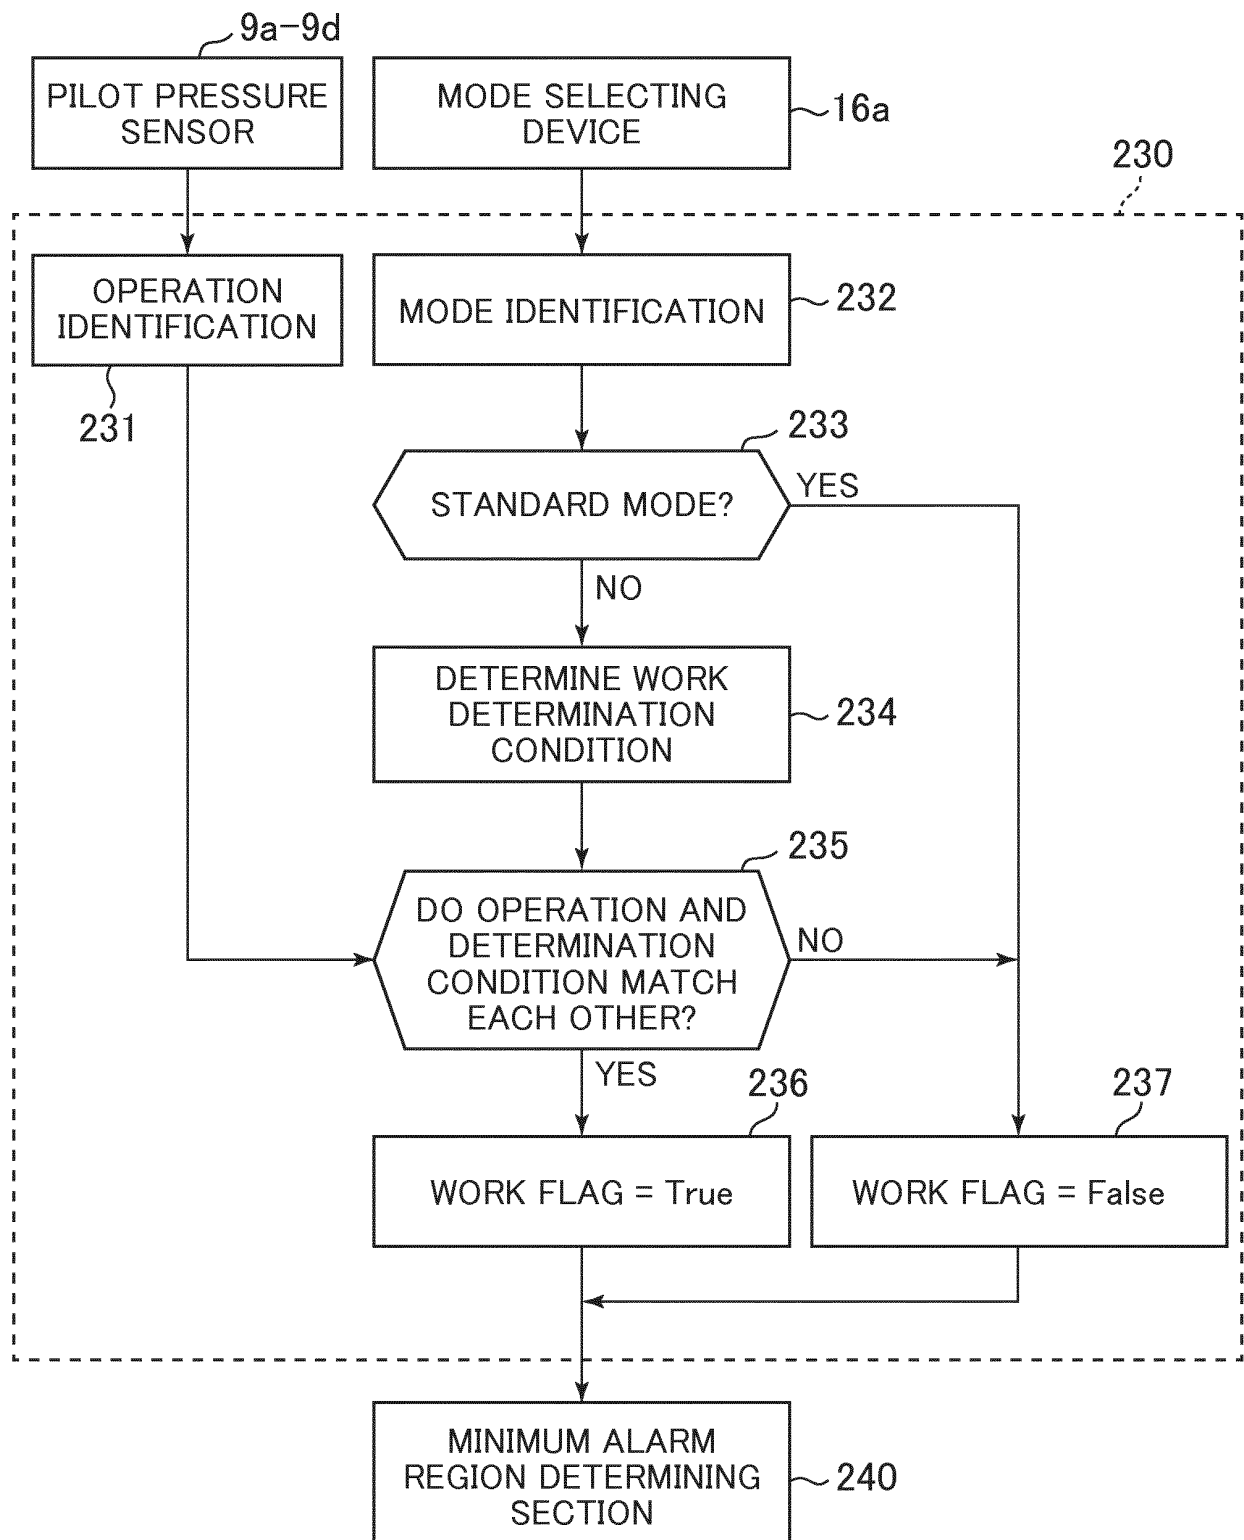 9a-9d
PILOT PRESSURE
SENSOR
MODE SELECTING
DEVICE
16a
230
OPERATION
IDENTIFICATION
231
MODE IDENTIFICATION
232
233
STANDARD MODE?
YES
NO
DETERMINE WORK
DETERMINATION
CONDITION
234
235
DO OPERATION AND
DETERMINATION
CONDITION MATCH
EACH OTHER?
NO
YES
236
237
WORK FLAG = True
WORK FLAG = False
MINIMUM ALARM
REGION DETERMINING
SECTION
240